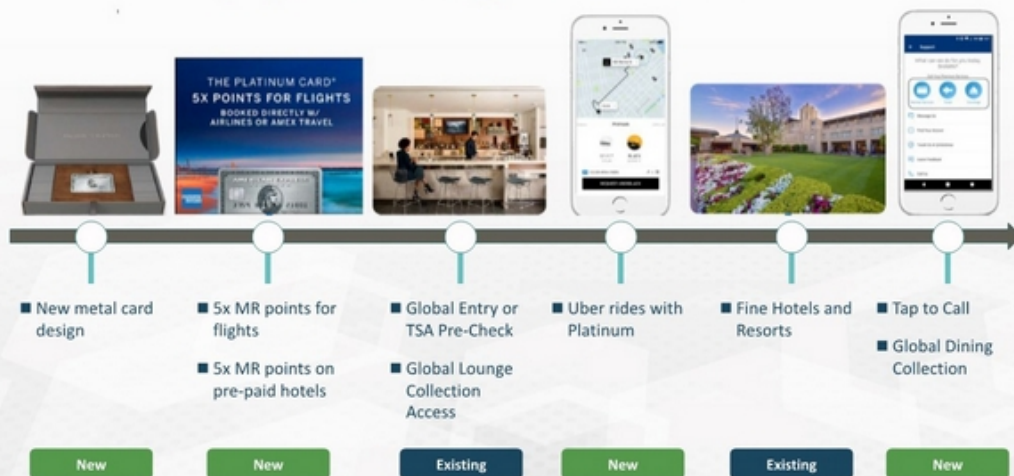 THE PLATINUM CARD®
5X POINTS FOR FLIGHTS
BOOKED DIRECTLY W/
AIRLINES OR AMEX TRAVEL
■ New metal card
design
■ 5x MR points for
flights
■ 5x MR points on
pre-paid hotels
■ Global Entry or
TSA Pre-Check
■ Global Lounge
Collection
Access
■ Uber rides with
Platinum
■ Fine Hotels and
Resorts
■ Tap to Call
■ Global Dining
Collection
New
New
Existing
New
Existing
New